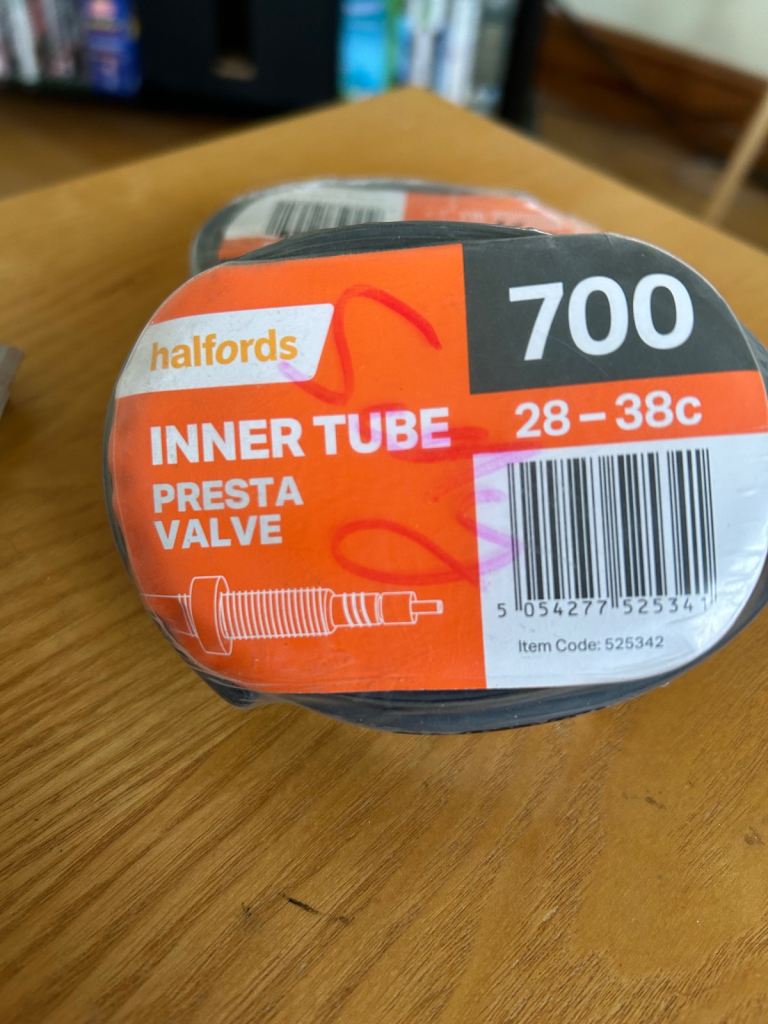 halfords
700
28 – 38c
INNER TUBE
PRESTA
VALVE
5 054277 525341
Item Code: 525342